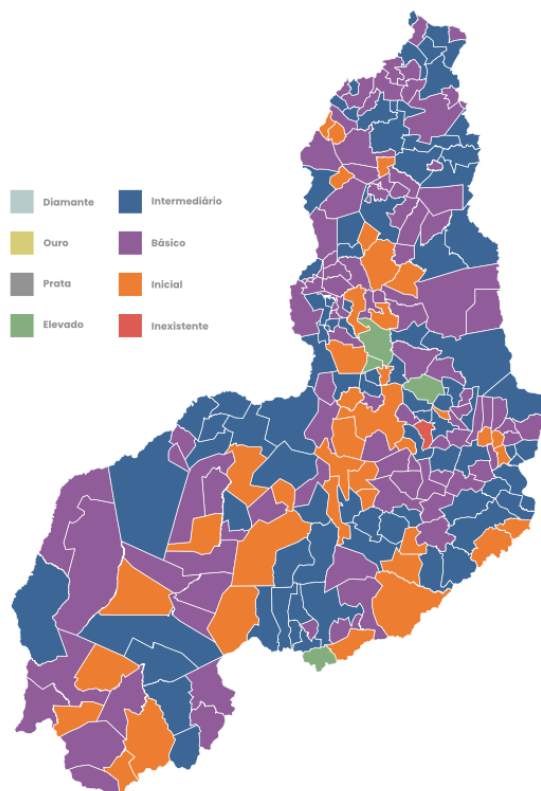 Diamante
Intermediário
Ouro
Básico
Prata
Inicial
Elevado
Inexistente